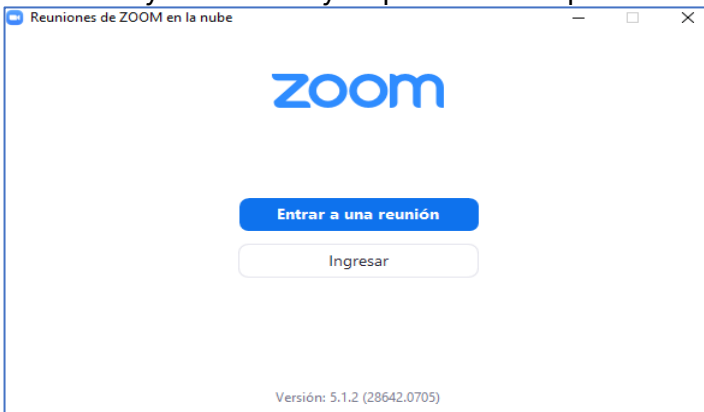 Reuniones de ZOOM en la nube
zoom
Entrar a una reunión
Ingresar
Versión: 5.1.2 (28642.0705)